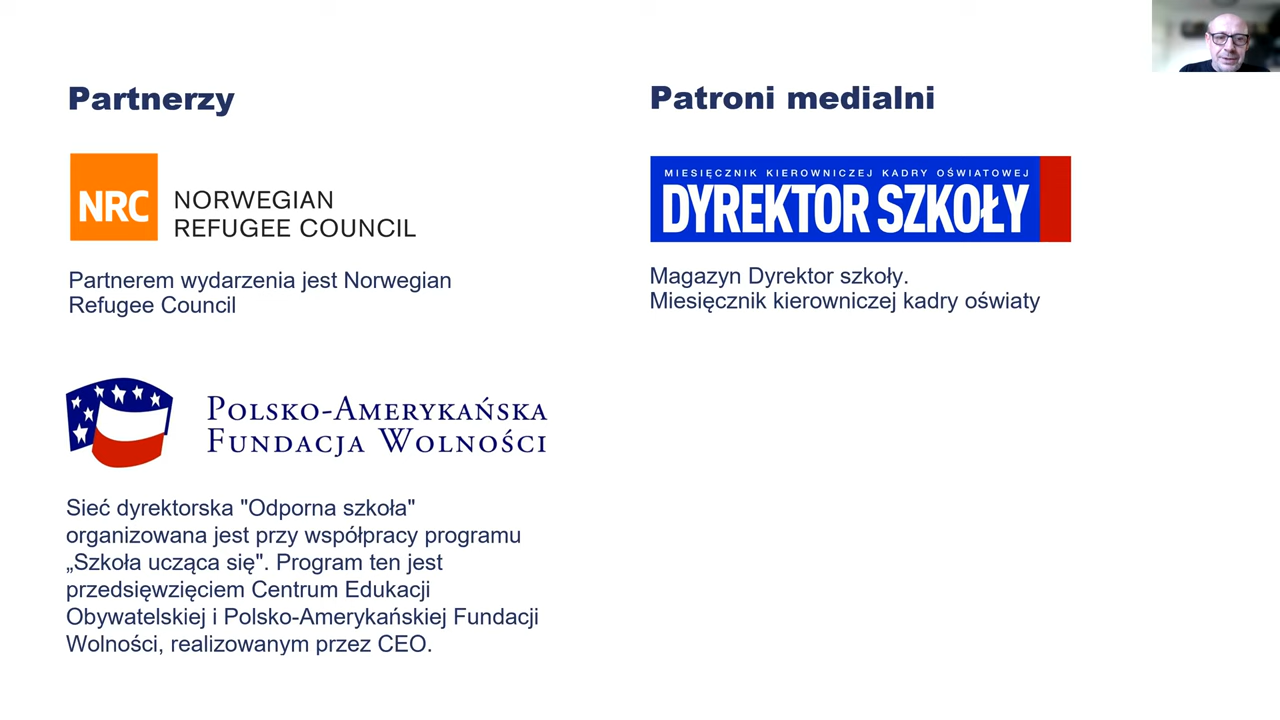 Partnerzy
NRC
NORWEGIAN
REFUGEE COUNCIL
Partnerem wydarzenia jest Norwegian
Refugee Council
Polsko-Amerykańska
Fundacja Wolności
Sieć dyrektorska "Odporna szkoła"
organizowana jest przy współpracy programu
„Szkoła ucząca się". Program ten jest
przedsięwzięciem Centrum Edukacji
Obywatelskiej i Polsko-Amerykańskiej Fundacji
Wolności, realizowanym przez CEO.
Patroni medialni
MIESIĘCZNIK KIEROWNICZEJ KADRY OŚWIATOWEJ
DYREKTOR SZKOŁY
Magazyn Dyrektor szkoły.
Miesięcznik kierowniczej kadry oświaty